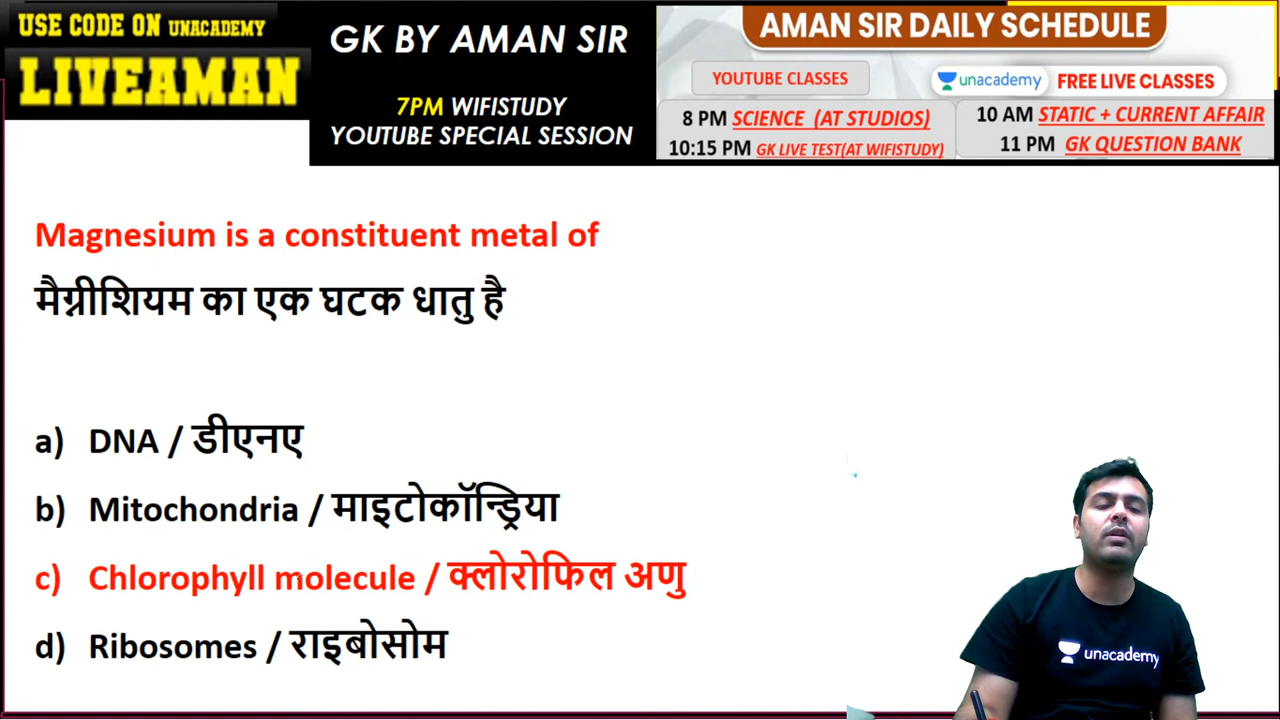 USE CODE ON UNACADEMY
LIVEAMAN
GK BY AMAN SIR
7PM WIFISTUDY
YOUTUBE SPECIAL SESSION
AMAN SIR DAILY SCHEDULE
YOUTUBE CLASSES
unacademy FREE LIVE CLASSES
8 PM SCIENCE (AT STUDIOS)
10:15 PM GK LIVE TEST(AT WIFISTUDY)
10 AM STATIC + CURRENT AFFAIR
11 PM GK QUESTION BANK
Magnesium is a constituent metal of
मैग्नीशियम का एक घटक धातु है
a) DNA / डीएनए
b) Mitochondria / माइटोकॉन्ड्रिया
c) Chlorophyll molecule / क्लोरोफिल अणु
d) Ribosomes / राइबोसोम
unacademy